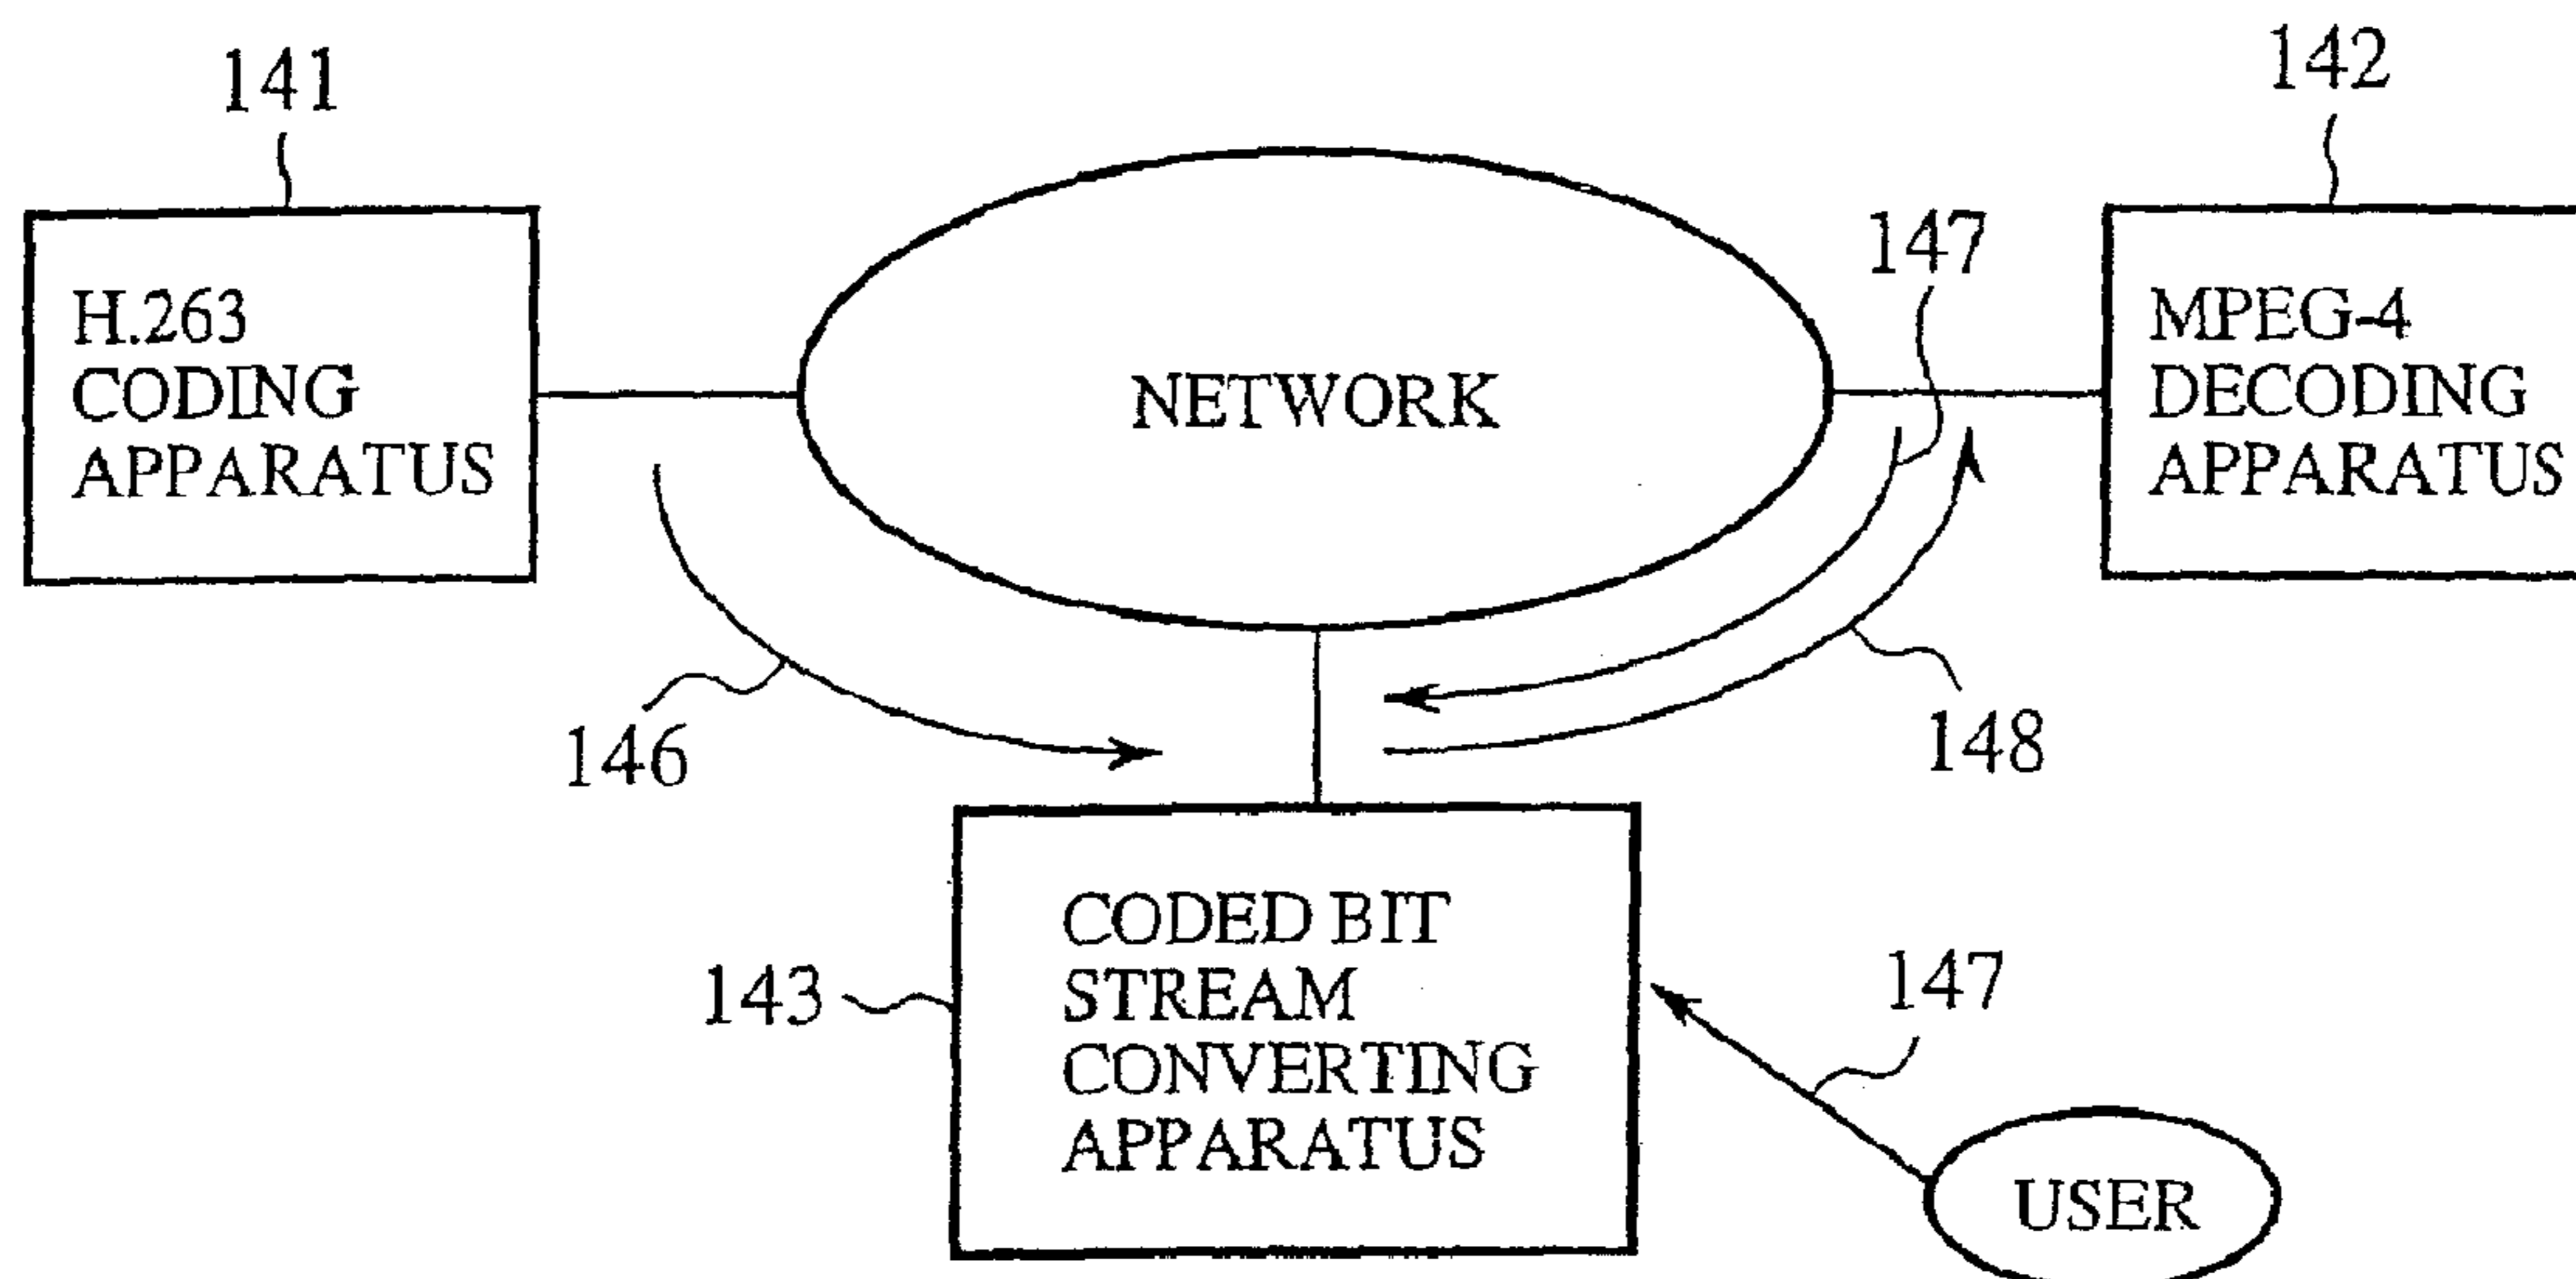 141
142
147
H.263
CODING
APPARATUS
NETWORK
MPEG-4
DECODING
APPARATUS
146
148
143
CODED BIT
STREAM
CONVERTING
APPARATUS
147
USER